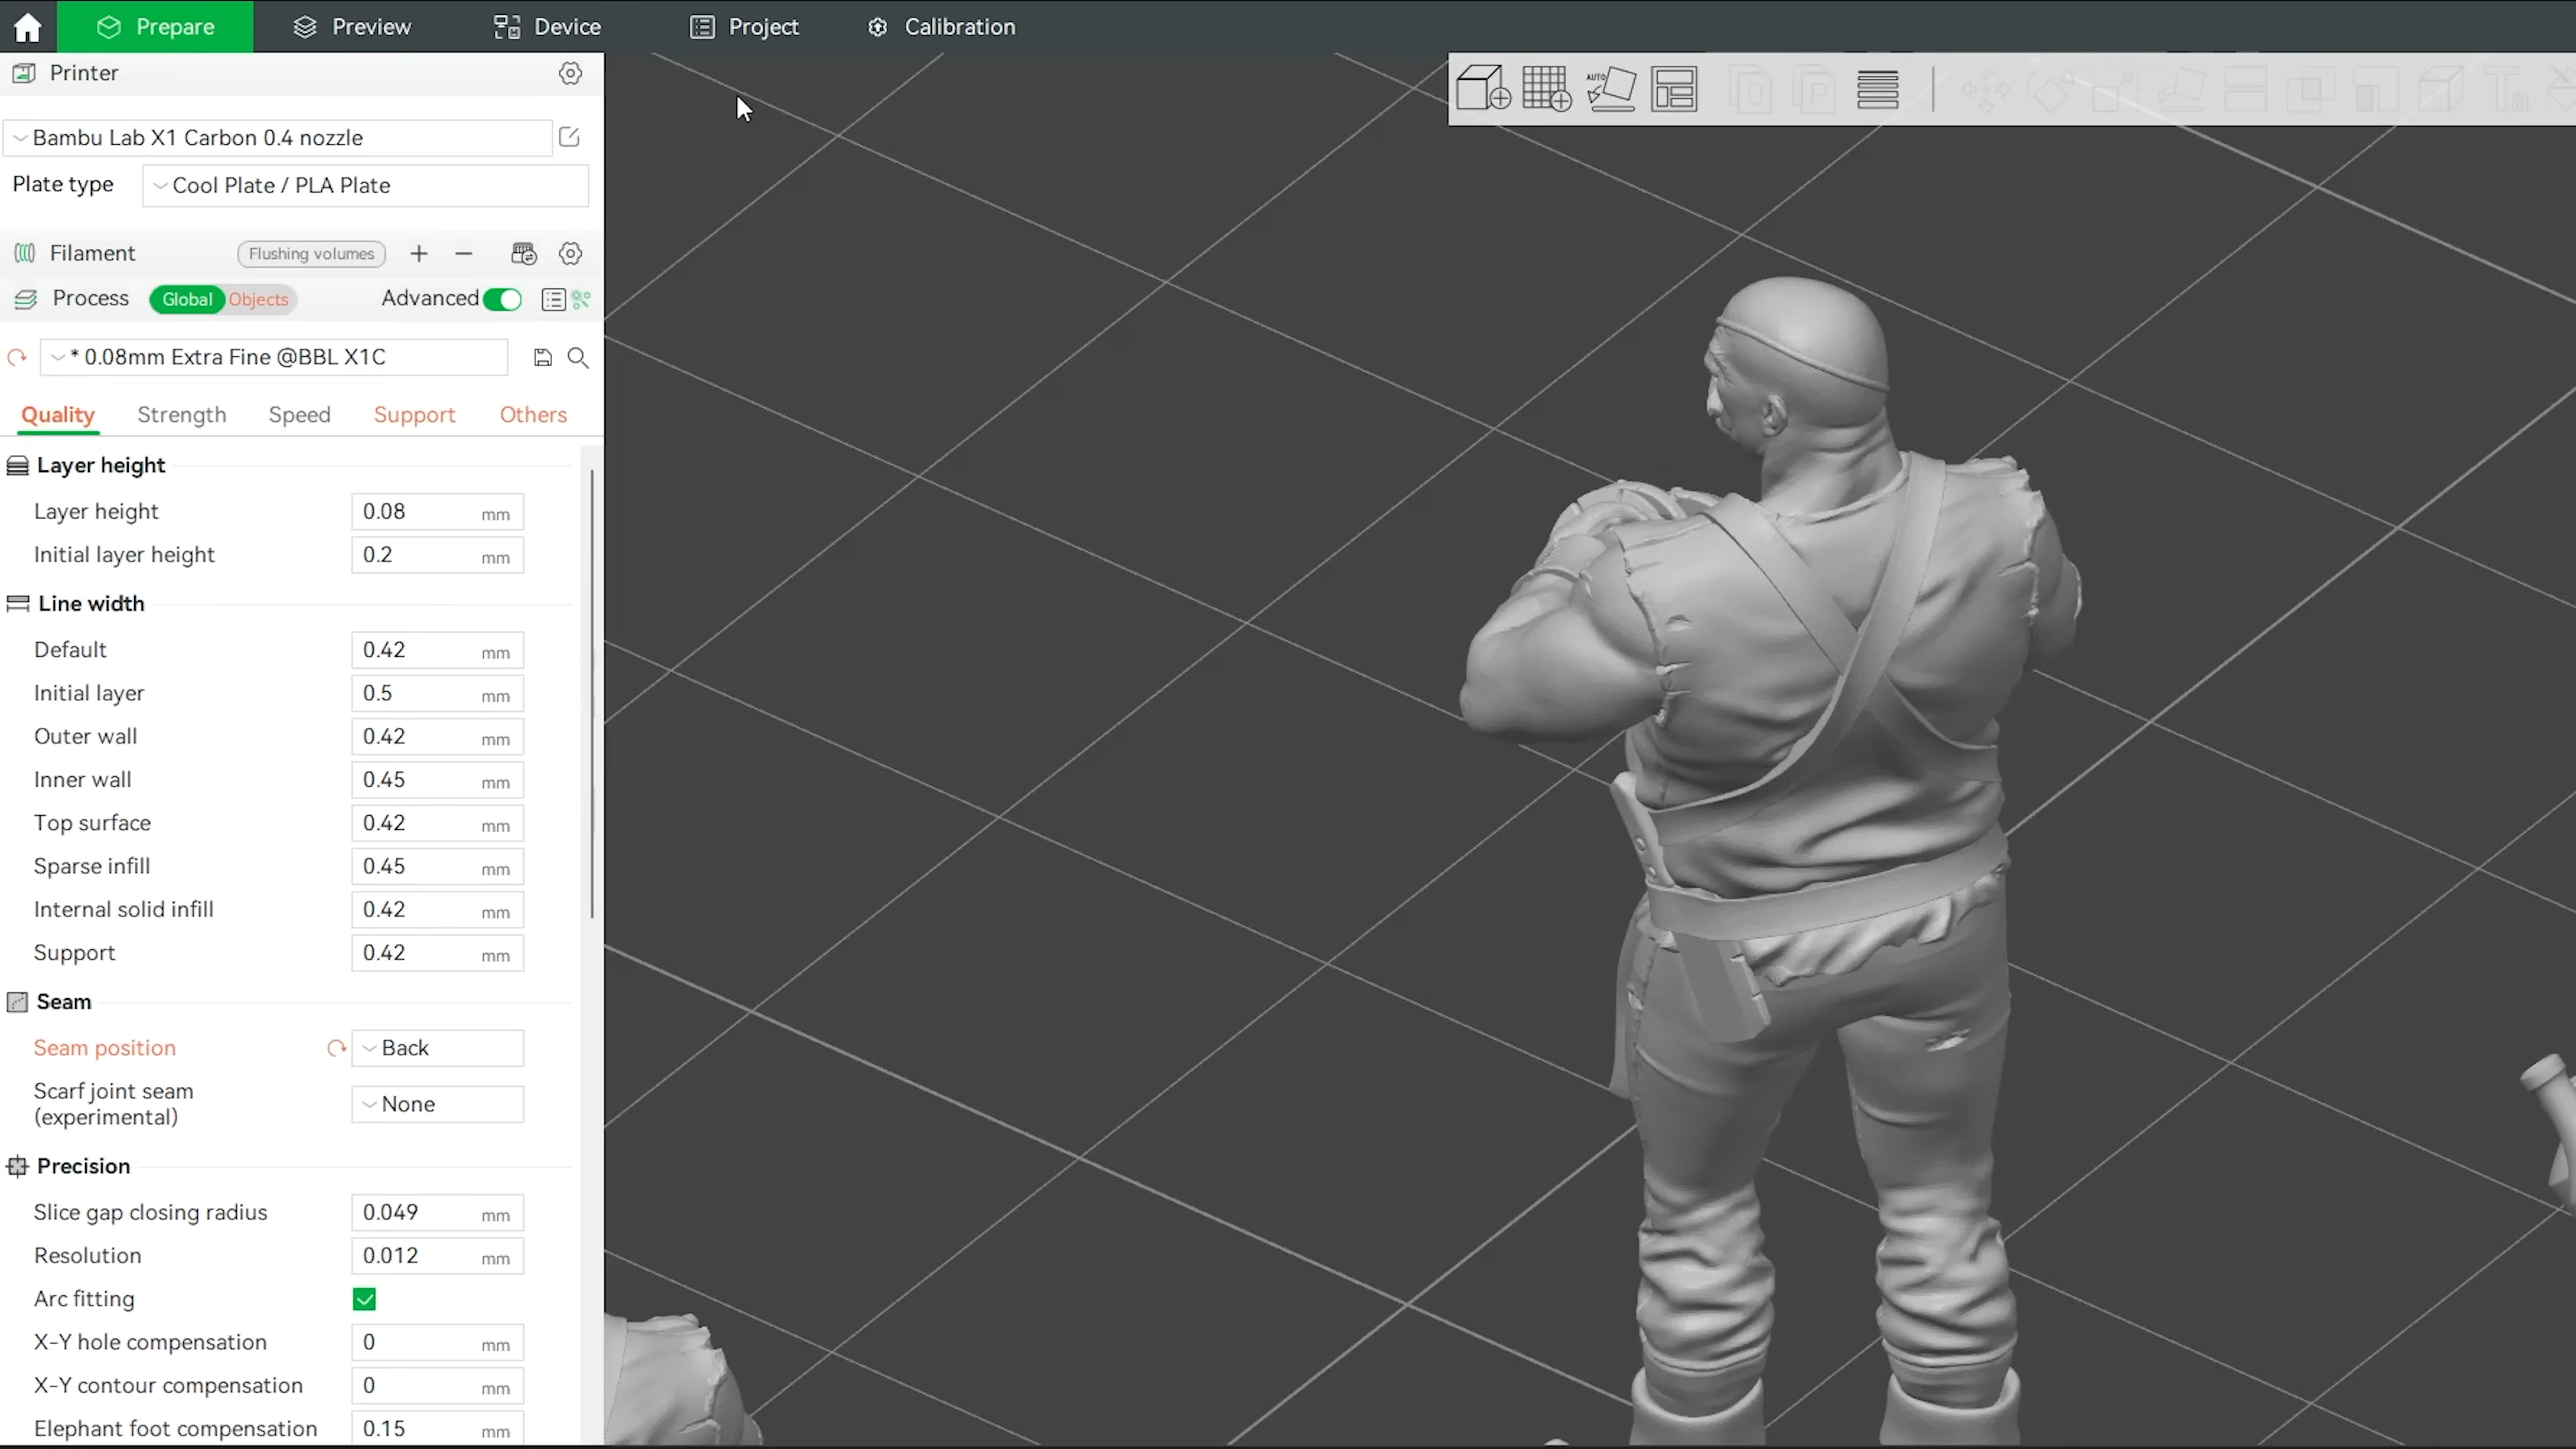 Prepare Preview Device Project Calibration
Printer
Bambu Lab X1 Carbon 0.4 nozzle
Plate type Cool Plate / PLA Plate
AUTO
Filament Flushing volumes + −
Process Global Objects Advanced
* 0.08mm Extra Fine @BBL X1C
Quality Strength Speed Support Others
Layer height
Layer height 0.08 mm
Initial layer height 0.2 mm
Line width
Default 0.42 mm
Initial layer 0.5 mm
Outer wall 0.42 mm
Inner wall 0.45 mm
Top surface 0.42 mm
Sparse infill 0.45 mm
Internal solid infill 0.42 mm
Support 0.42 mm
Seam
Seam position Back
Scarf joint seam
(experimental) None
Precision
Slice gap closing radius 0.049 mm
Resolution 0.012 mm
Arc fitting
X-Y hole compensation 0 mm
X-Y contour compensation 0 mm
Elephant foot compensation 0.15 mm